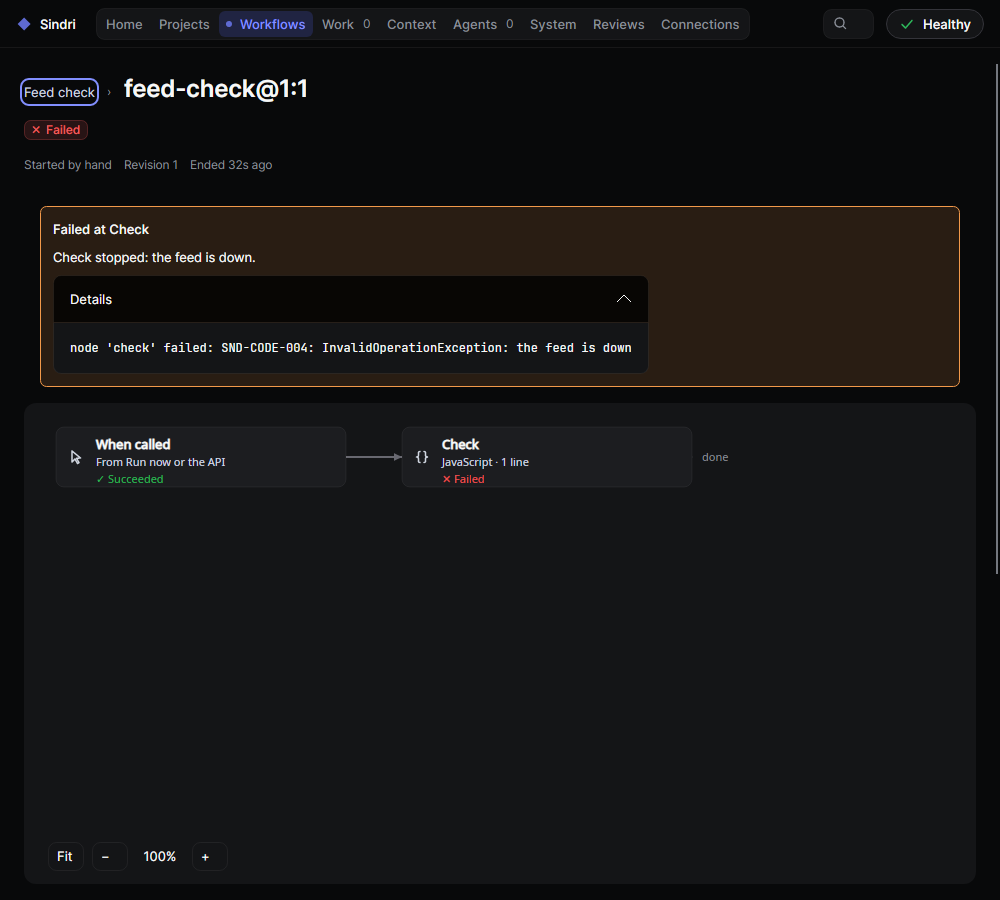 Sindri Home Projects Workflows Work 0 Context Agents 0 System Reviews Connections Healthy
Feed check › feed-check@1:1
✕ Failed
Started by hand Revision 1 Ended 32s ago
Failed at Check
Check stopped: the feed is down.
Details
node 'check' failed: SND-CODE-004: InvalidOperationException: the feed is down
When called
From Run now or the API
✓ Succeeded
{} Check
JavaScript · 1 line
✕ Failed
done
Fit − 100% +